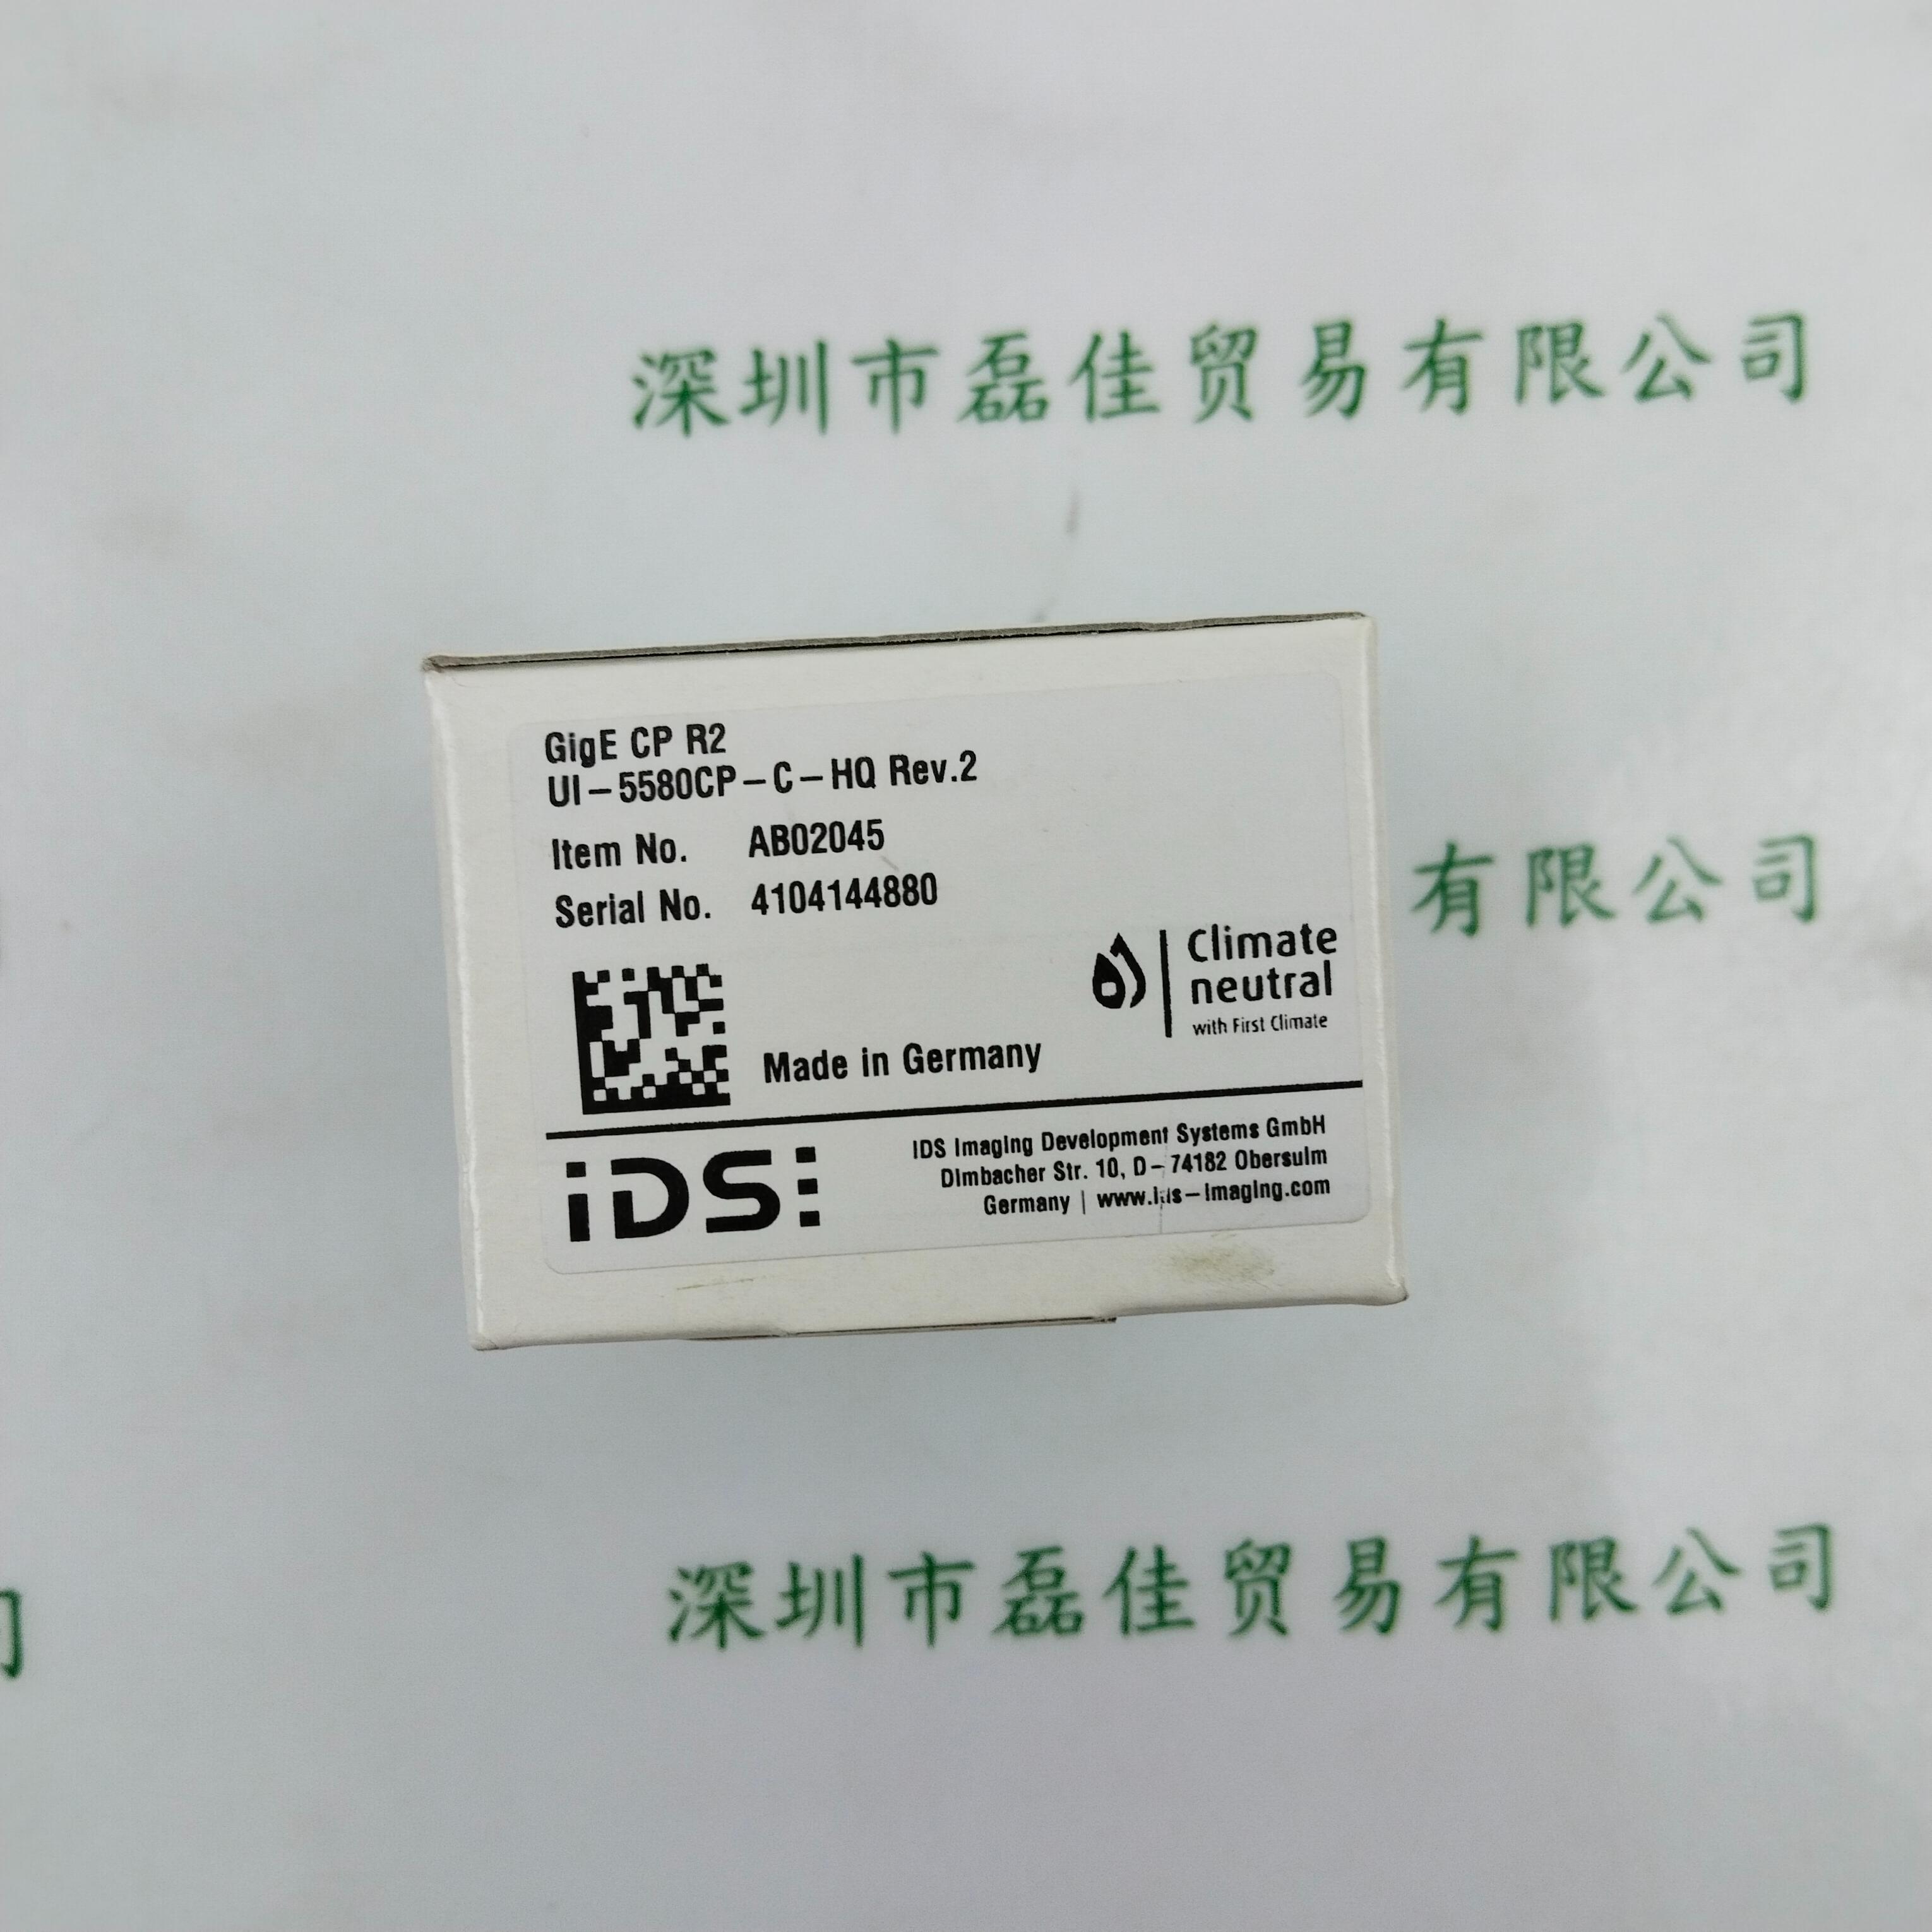 深圳市磊佳贸易有限公司
GigE CP R2
UI-5580CP-C-HQ Rev.2
Item No. AB02045
Serial No. 4104144880
有限公司
Climate
neutral
with First Climate
Made in Germany
IDS
IDS Imaging Development Systems GmbH
Dimbacher Str. 10, D-74182 Obersulm
Germany | www.ids-imaging.com
深圳市磊佳贸易有限公司
司